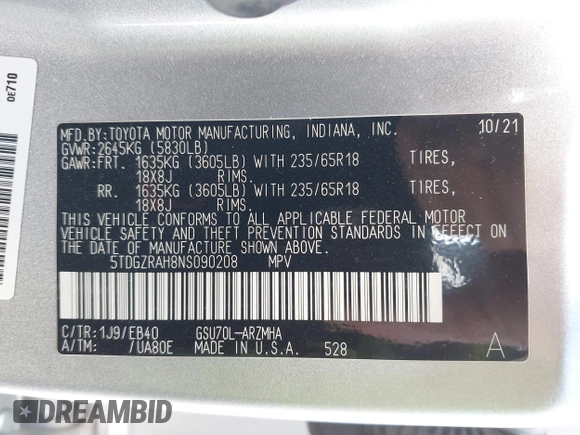 0E710
MFD.BY:TOYOTA MOTOR MANUFACTURING, INDIANA, INC. 10/21
GVWR:2645KG (5830LB)
GAWR:FRT. 1635KG (3605LB) WITH 235/65R18 TIRES,
18X8J RIMS.
RR. 1635KG (3605LB) WITH 235/65R18 TIRES,
18X8J RIMS.
THIS VEHICLE CONFORMS TO ALL APPLICABLE FEDERAL MOTOR
VEHICLE SAFETY AND THEFT PREVENTION STANDARDS IN EFFECT ON
THE DATE OF MANUFACTURE SHOWN ABOVE.
5TDGZRAH8NS090208 MPV
C/TR:1J9/EB40 GSU70L-ARZMHA
A/TM: /UA80E MADE IN U.S.A. 528 A
DREAMBID